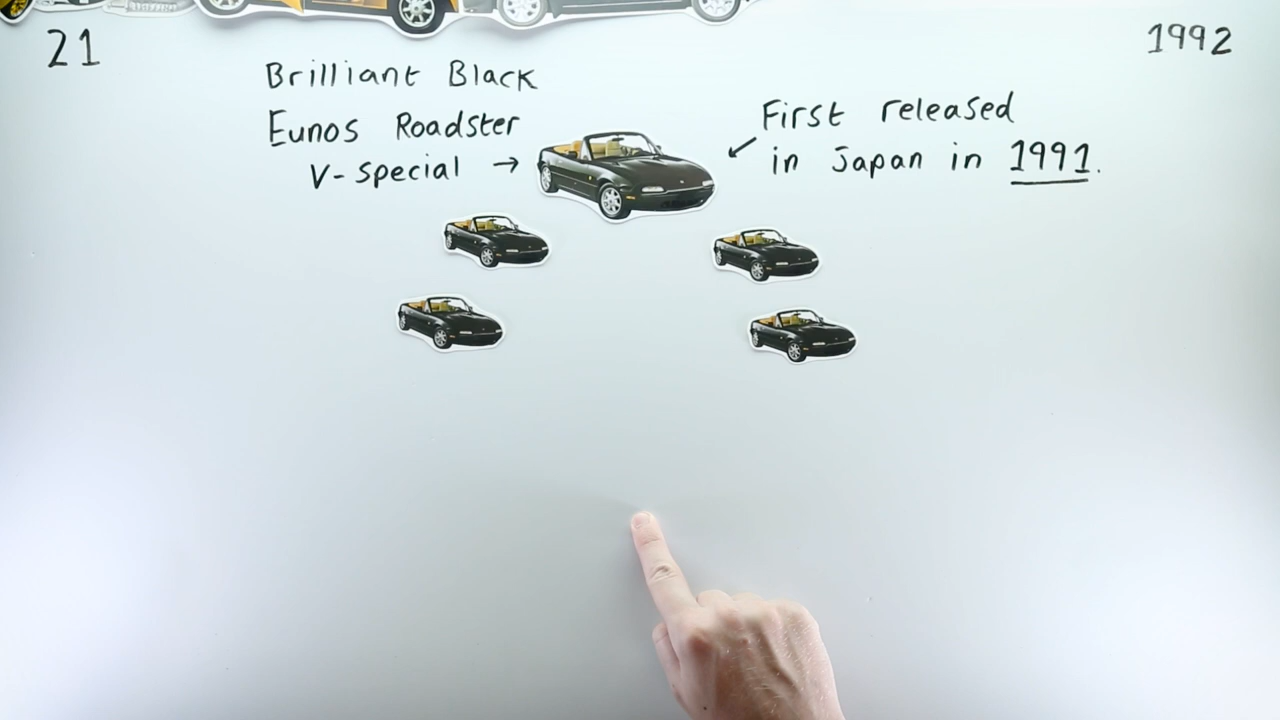 21
1992
Brilliant Black
Eunos Roadster
V-special →
First released
in Japan in 1991.